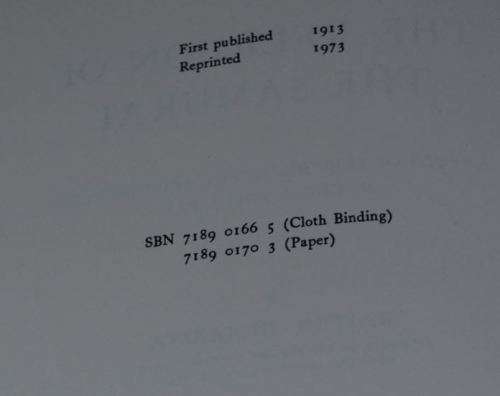 First published 1913
Reprinted 1973
SBN 7189 0166 5 (Cloth Binding)
7189 0170 3 (Paper)